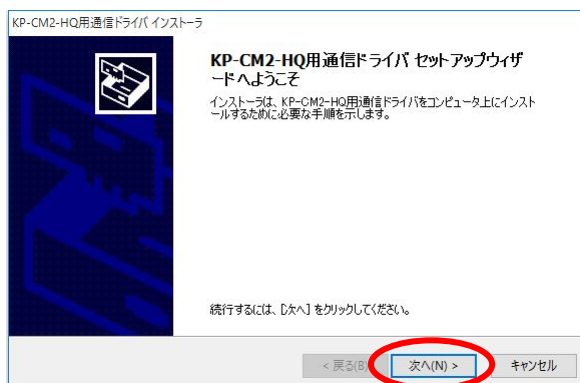 KP-CM2-HQ用通信ドライバ インストーラ
KP-CM2-HQ用通信ドライバ セットアップウィザ
ードへようこそ
インストーラは、KP-CM2-HQ用通信ドライバをコンピュータ上にインスト
ールするために必要な手順を示します。
続行するには、[次へ] をクリックしてください。
< 戻る(B)
次へ(N) >
キャンセル